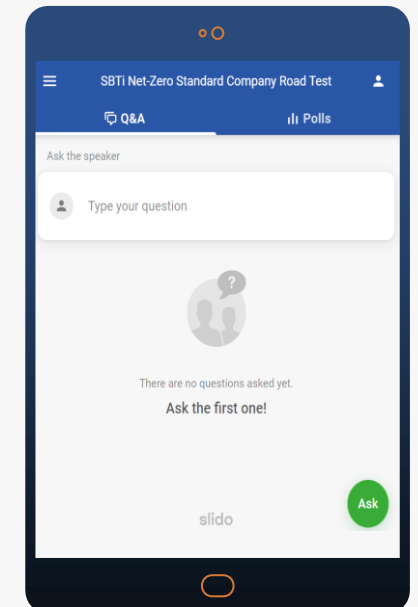 SBTi Net-Zero Standard Company Road Test
Q&A
Polls
Ask the speaker
Type your question
?
There are no questions asked yet.
Ask the first one!
Ask
slido